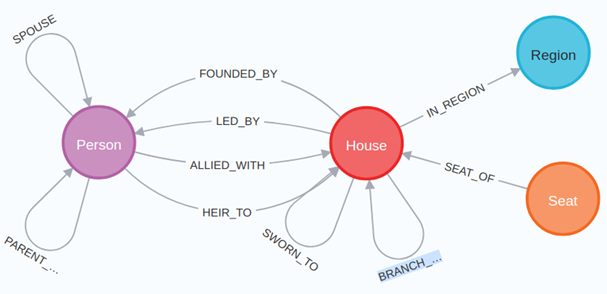 SPOUSE
FOUNDED_BY
Region
IN_REGION
LED_BY
Person
House
ALLIED_WITH
SEAT_OF
Seat
HEIR_TO
PARENT_...
SWORN_TO
BRANCH_...